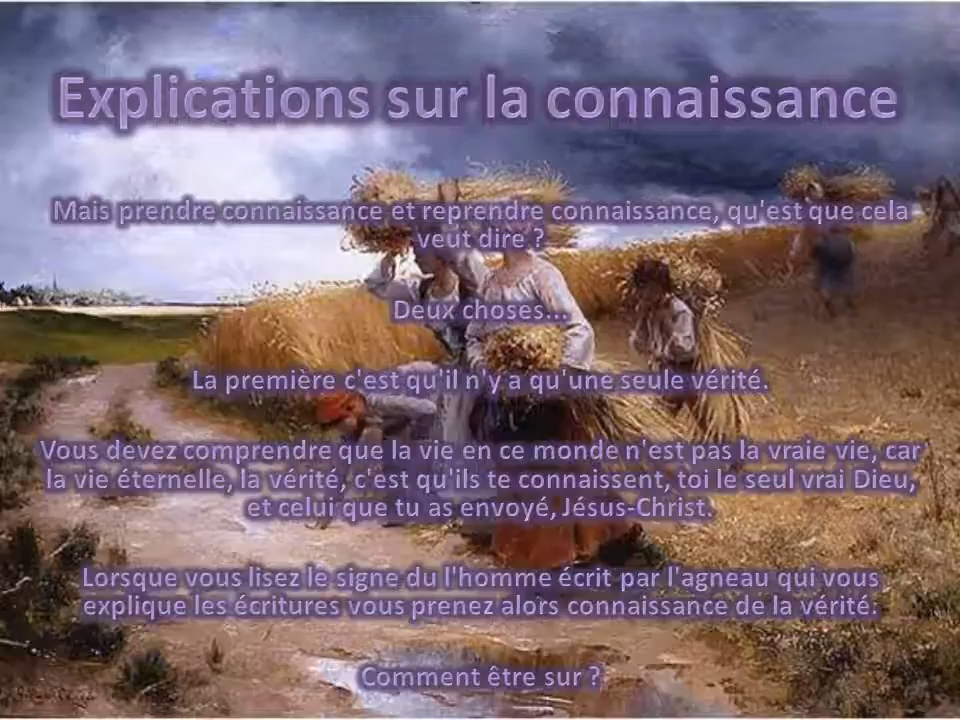 Explications sur la connaissance
Mais prendre connaissance et reprendre connaissance, qu'est que cela
veut dire ?
Deux choses...
La première c'est qu'il n'y a qu'une seule vérité.
Vous devez comprendre que la vie en ce monde n'est pas la vraie vie, car
la vie éternelle, la vérité, c'est qu'ils te connaissent, toi le seul vrai Dieu,
et celui que tu as envoyé, Jésus-Christ.
Lorsque vous lisez le signe du l'homme écrit par l'agneau qui vous
explique les écritures vous prenez alors connaissance de la vérité.
Comment être sur ?